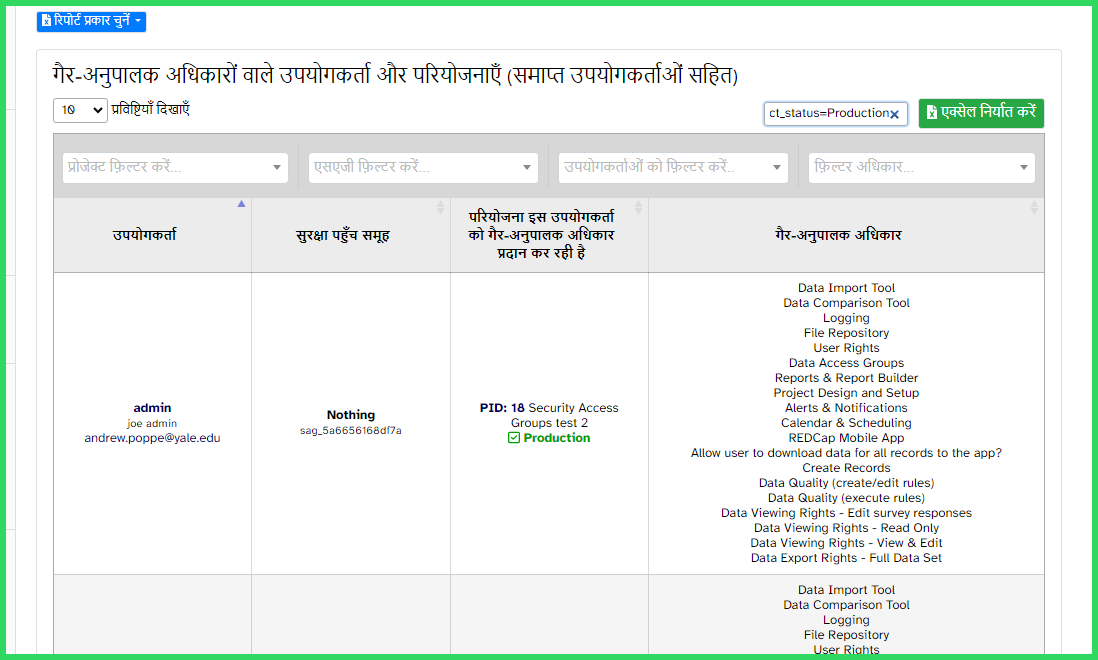 रिपोर्ट प्रकार चुनें
गैर-अनुपालक अधिकारों वाले उपयोगकर्ता और परियोजनाएँ (समाप्त उपयोगकर्ताओं सहित)
10 प्रविष्टियाँ दिखाएँ
ct_status=Production
एक्सेल निर्यात करें
प्रोजेक्ट फ़िल्टर करें...
एसएजी फ़िल्टर करें...
उपयोगकर्ताओं को फ़िल्टर करें..
फ़िल्टर अधिकार...
उपयोगकर्ता
सुरक्षा पहुँच समूह
परियोजना इस उपयोगकर्ता
को गैर-अनुपालक अधिकार
प्रदान कर रही है
गैर-अनुपालक अधिकार
admin
joe admin
andrew.poppe@yale.edu
Nothing
sag_5a6656168df7a
PID: 18 Security Access
Groups test 2
Production
Data Import Tool
Data Comparison Tool
Logging
File Repository
User Rights
Data Access Groups
Reports & Report Builder
Project Design and Setup
Alerts & Notifications
Calendar & Scheduling
REDCap Mobile App
Allow user to download data for all records to the app?
Create Records
Data Quality (create/edit rules)
Data Quality (execute rules)
Data Viewing Rights - Edit survey responses
Data Viewing Rights - Read Only
Data Viewing Rights - View & Edit
Data Export Rights - Full Data Set
Data Import Tool
Data Comparison Tool
Logging
File Repository
User Rights